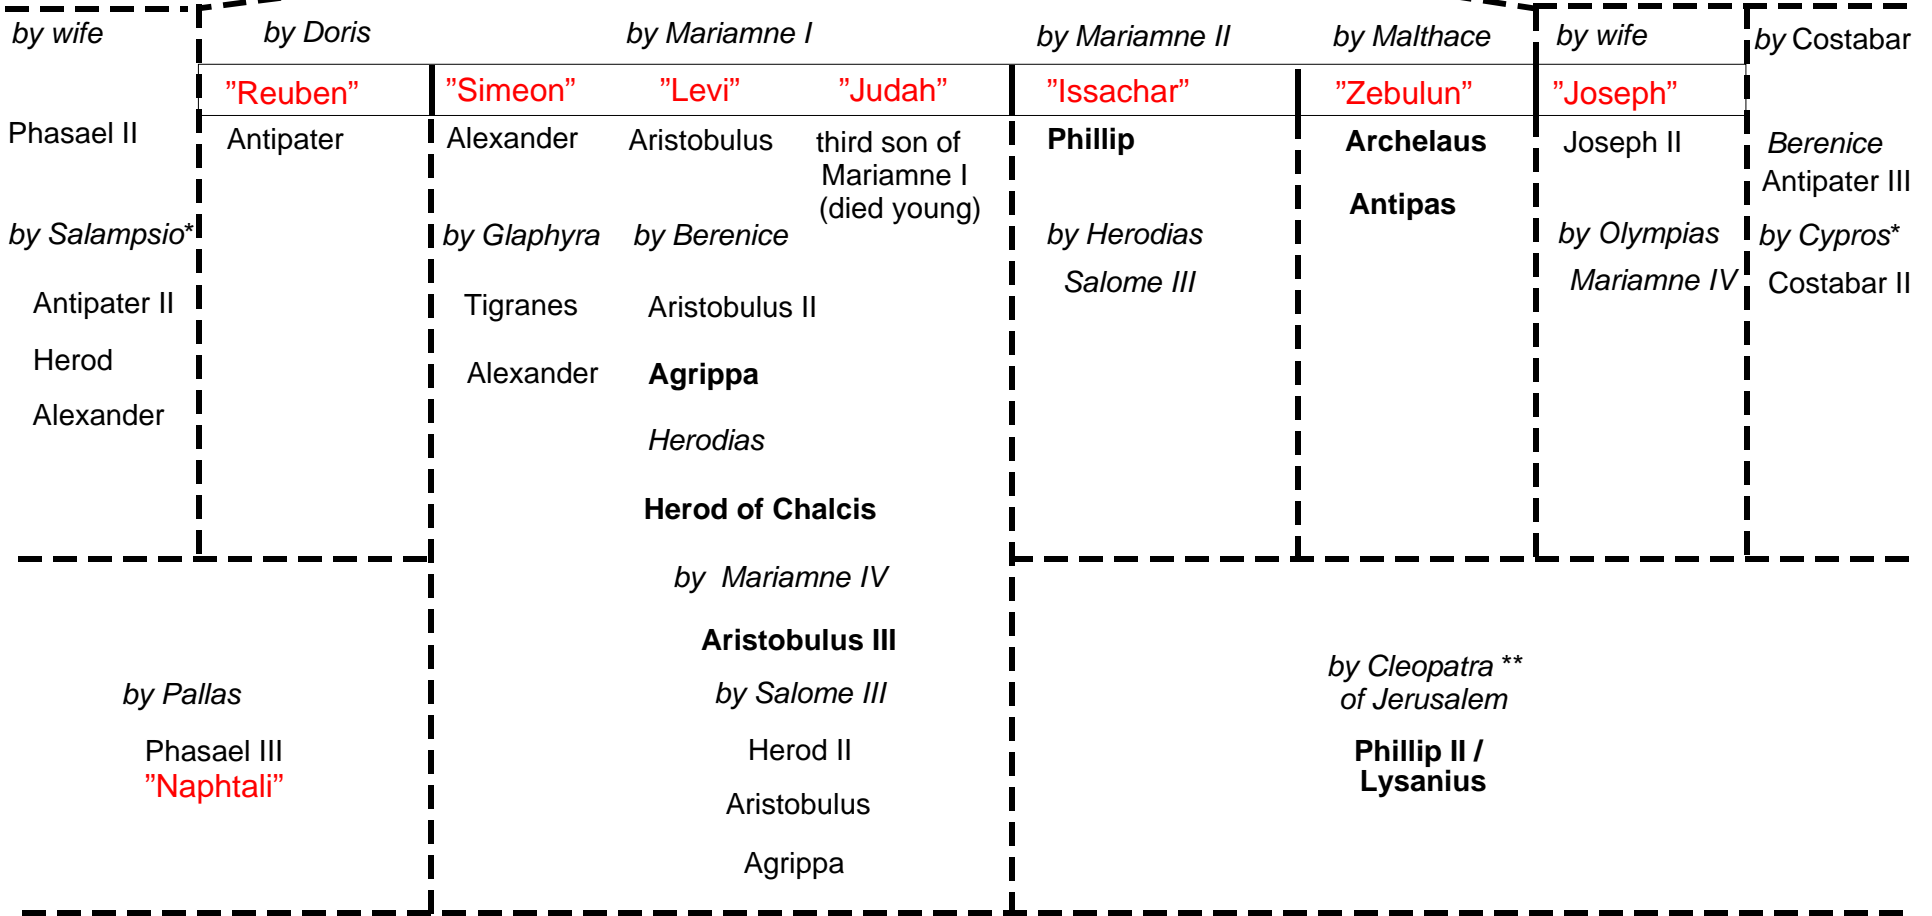 by wife
by Doris
by Mariamne I
by Mariamne II
by Malthace
by wife
by Costabar
”Reuben”
”Simeon”
”Levi”
”Judah”
”Issachar”
”Zebulun”
”Joseph”
Phasael II
Antipater
Alexander
Aristobulus
third son of
Mariamne I
(died young)
Phillip
Archelaus
Joseph II
Berenice
Antipater III
Antipas
by Salampsio*
by Glaphyra
by Berenice
by Herodias
by Olympias
by Cypros*
Salome III
Mariamne IV
Costabar II
Antipater II
Tigranes
Aristobulus II
Herod
Alexander
Agrippa
Alexander
Herodias
Herod of Chalcis
by Mariamne IV
Aristobulus III
by Pallas
by Salome III
by Cleopatra **
of Jerusalem
Phasael III
”Naphtali”
Herod II
Phillip II /
Lysanius
Aristobulus
Agrippa